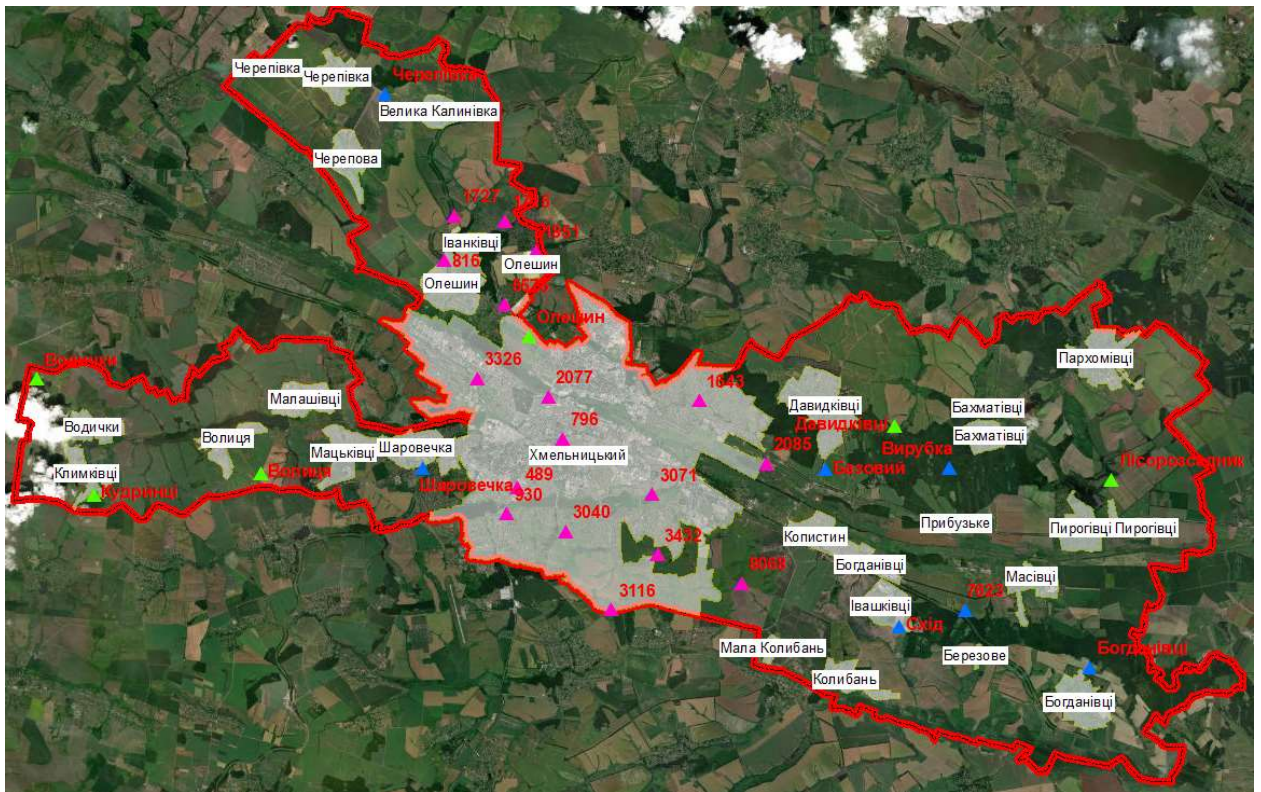 Черепівка
Черепівка
Черепівка
Велика Калинівка
Черепова
1727
1951
Іванківці
816
Олешин
Олешин
Олешин
3326
2077
1843
796
Хмельницький
Водички
Малашівці
Водички
Волиця
Мацьківці
Шаровечка
Климківці
Кудринці
Волиця
Шаровечка
489
930
3040
3071
3432
3116
2085
Пархомівці
Давидківці
Давидківці
Бахматівці
Бахматівці
Вирубка
Базовий
Лісорозсадник
Прибузьке
Пирогівці
Пирогівці
Копистин
Богданівці
Масівці
7823
Івашківці
Схід
8068
Мала Колибань
Колибань
Березове
Богданівці
Богданівці